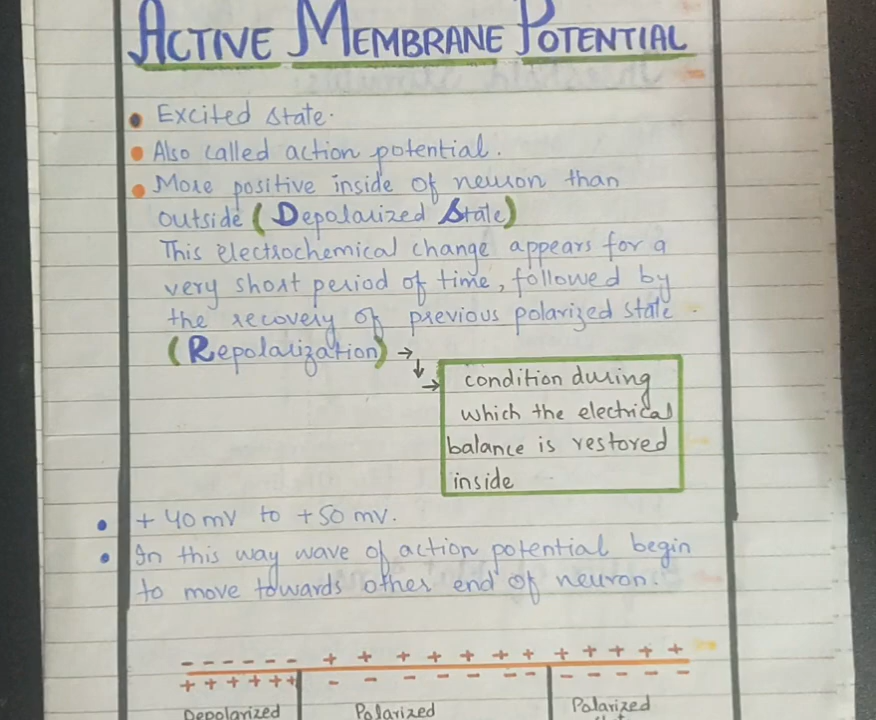 ACTIVE MEMBRANE POTENTIAL
• Excited State.
• Also called action potential.
• More positive inside of neuron than
outside (Depolarized State)
This electrochemical change appears for a
very short period of time, followed by
the recovery of previous polarized state
(Repolarization) →
↓
→ condition during
which the electrical
balance is restored
inside
• +40 mV to +50 mV.
• In this way wave of action potential begin
to move towards other end of neuron.
- - - - - - + + + + + + + + + + + +
+ + + + + + - - - - - - - - - - -
Depolarized Polarized Polarized